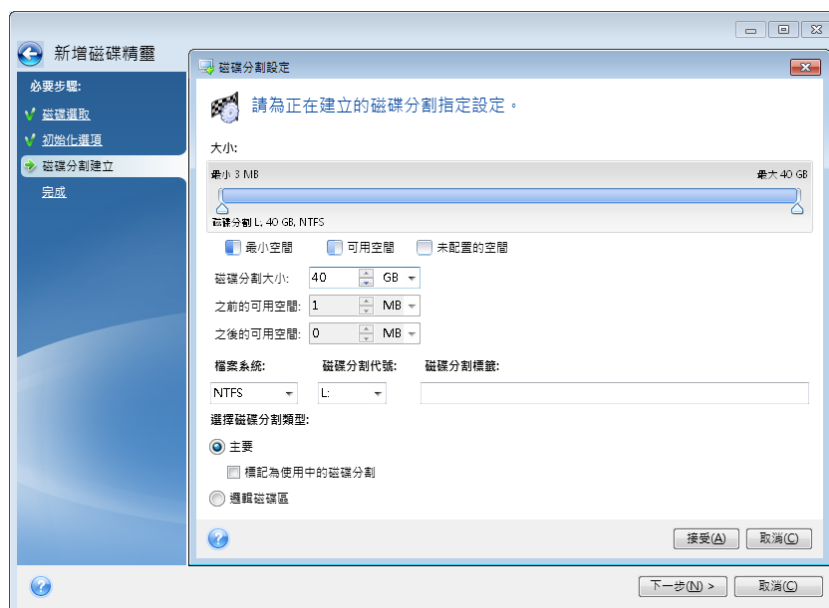 新增磁碟精靈
必要步驟:
磁碟選取
初始化選項
磁碟分割建立
完成
磁碟分割設定
請為正在建立的磁碟分割指定設定。
大小:
最小 3 MB 最大 40 GB
磁碟分割 L, 40 GB, NTFS
最小空間 可用空間 未配置的空間
磁碟分割大小: 40 GB
之前的可用空間: 1 MB
之後的可用空間: 0 MB
檔案系統: 磁碟分割代號: 磁碟分割標籤:
NTFS L:
選擇磁碟分割類型:
主要
標記為使用中的磁碟分割
邏輯磁碟區
接受(A) 取消(C)
下一步(N) > 取消(C)